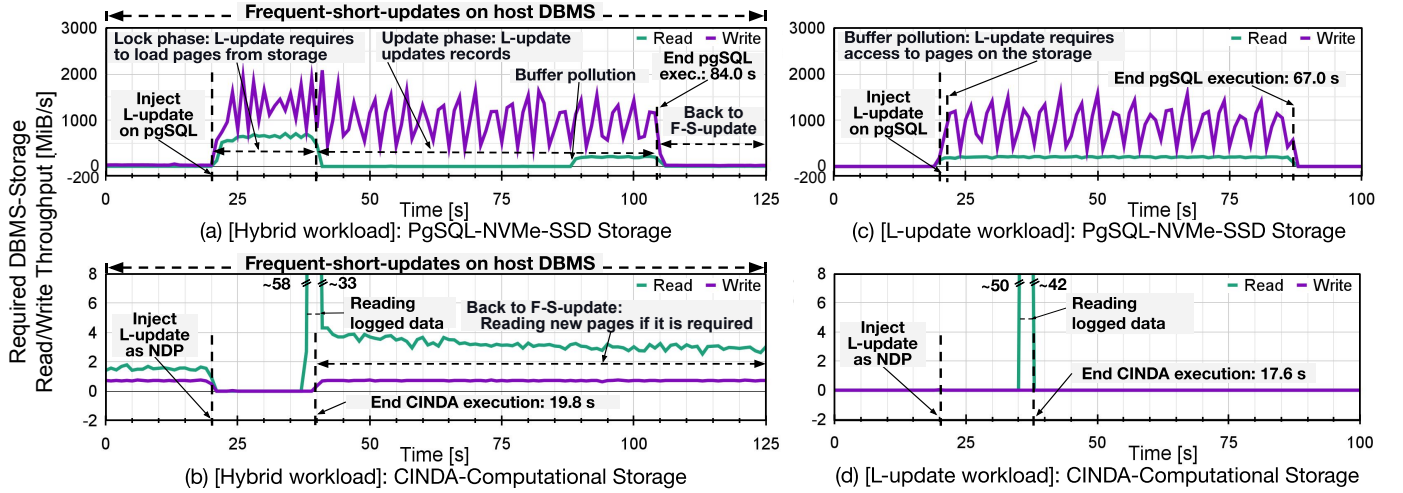 Required DBMS-Storage
Read/Write Throughput [MiB/s]
Frequent-short-updates on host DBMS
3000
2000
1000
0
-200
Lock phase: L-update requires
to load pages from storage
Update phase: L-update
updates records
Read
Write
End pgSQL
exec.: 84.0 s
Buffer pollution
Inject
L-update
on pgSQL
Back to
F-S-update
0 25 50 75 100 125
Time [s]
(a) [Hybrid workload]: PgSQL-NVMe-SSD Storage
3000
2000
1000
0
-200
Buffer pollution: L-update requires
access to pages on the storage
Read
Write
End pgSQL execution: 67.0 s
Inject
L-update
on pgSQL
0 25 50 75 100
Time [s]
(c) [L-update workload]: PgSQL-NVMe-SSD Storage
Frequent-short-updates on host DBMS
8
6
4
2
0
-2
~58
~33
Read
Write
Reading
logged data
Back to F-S-update:
Reading new pages if it is required
Inject
L-update
as NDP
End CINDA execution: 19.8 s
0 25 50 75 100 125
Time [s]
(b) [Hybrid workload]: CINDA-Computational Storage
8
6
4
2
0
-2
~50
~42
Read
Write
Reading
logged data
Inject
L-update
as NDP
End CINDA execution: 17.6 s
0 25 50 75 100
Time [s]
(d) [L-update workload]: CINDA-Computational Storage